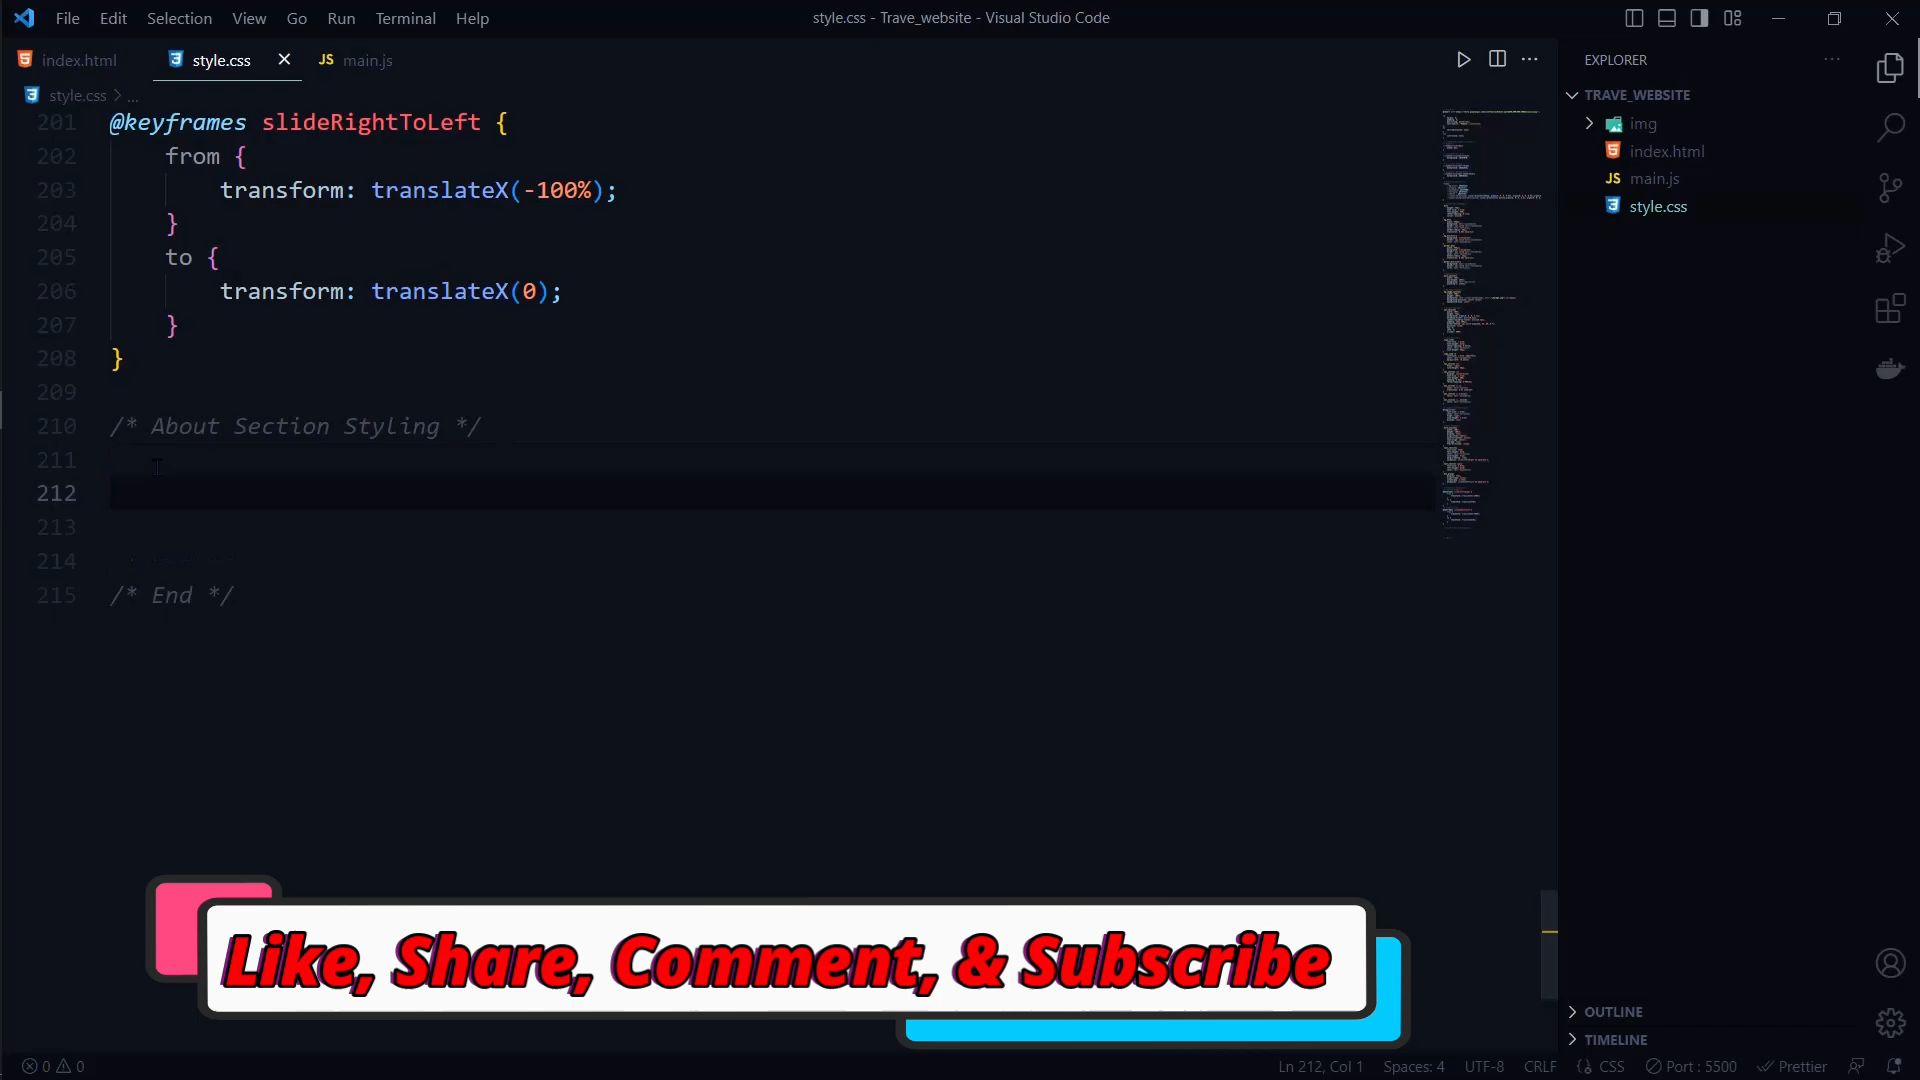 File Edit Selection View Go Run Terminal Help
style.css - Trave_website - Visual Studio Code
index.html
style.css
JS main.js
style.css > ...
201 @keyframes slideRightToLeft {
202 from {
203 transform: translateX(-100%);
204 }
205 to {
206 transform: translateX(0);
207 }
208 }
209
210 /* About Section Styling */
211
212
213
214
215 /* End */
EXPLORER
TRAVE_WEBSITE
img
index.html
JS main.js
style.css
Like, Share, Comment, & Subscribe
OUTLINE
TIMELINE
0 0
Ln 212, Col 1 Spaces: 4 UTF-8 CRLF CSS Port : 5500 Prettier